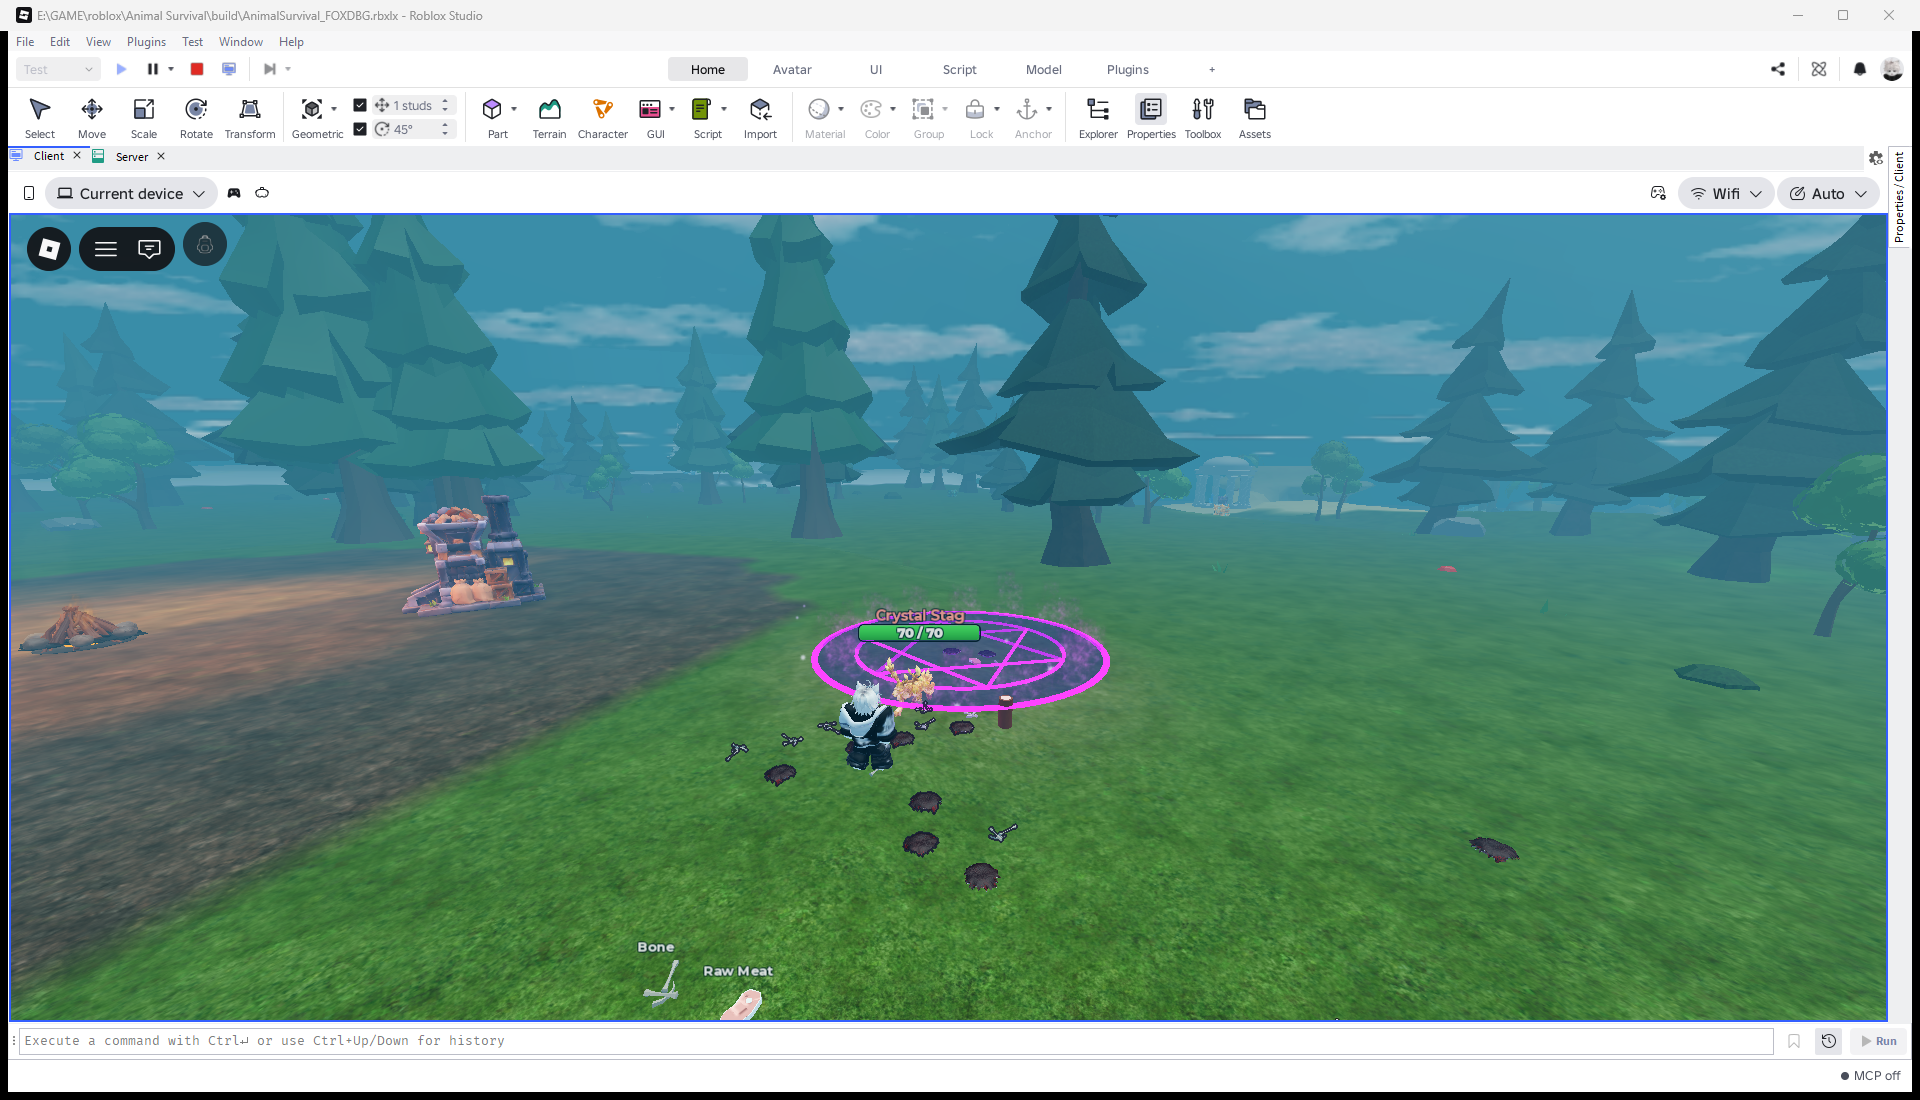 E:\GAME\roblox\Animal Survival\build\AnimalSurvival_FOXDBG.rbxlx - Roblox Studio
File Edit View Plugins Test Window Help
Test
Home Avatar UI Script Model Plugins +
1 studs
45°
Select Move Scale Rotate Transform Geometric Part Terrain Character GUI Script Import Material Color Group Lock Anchor Explorer Properties Toolbox Assets
Client Server
Properties / Client
Current device
Wifi
Auto
Crystal Stag
70 / 70
Bone
Raw Meat
Execute a command with Ctrl↵ or use Ctrl+Up/Down for history
Run
MCP off